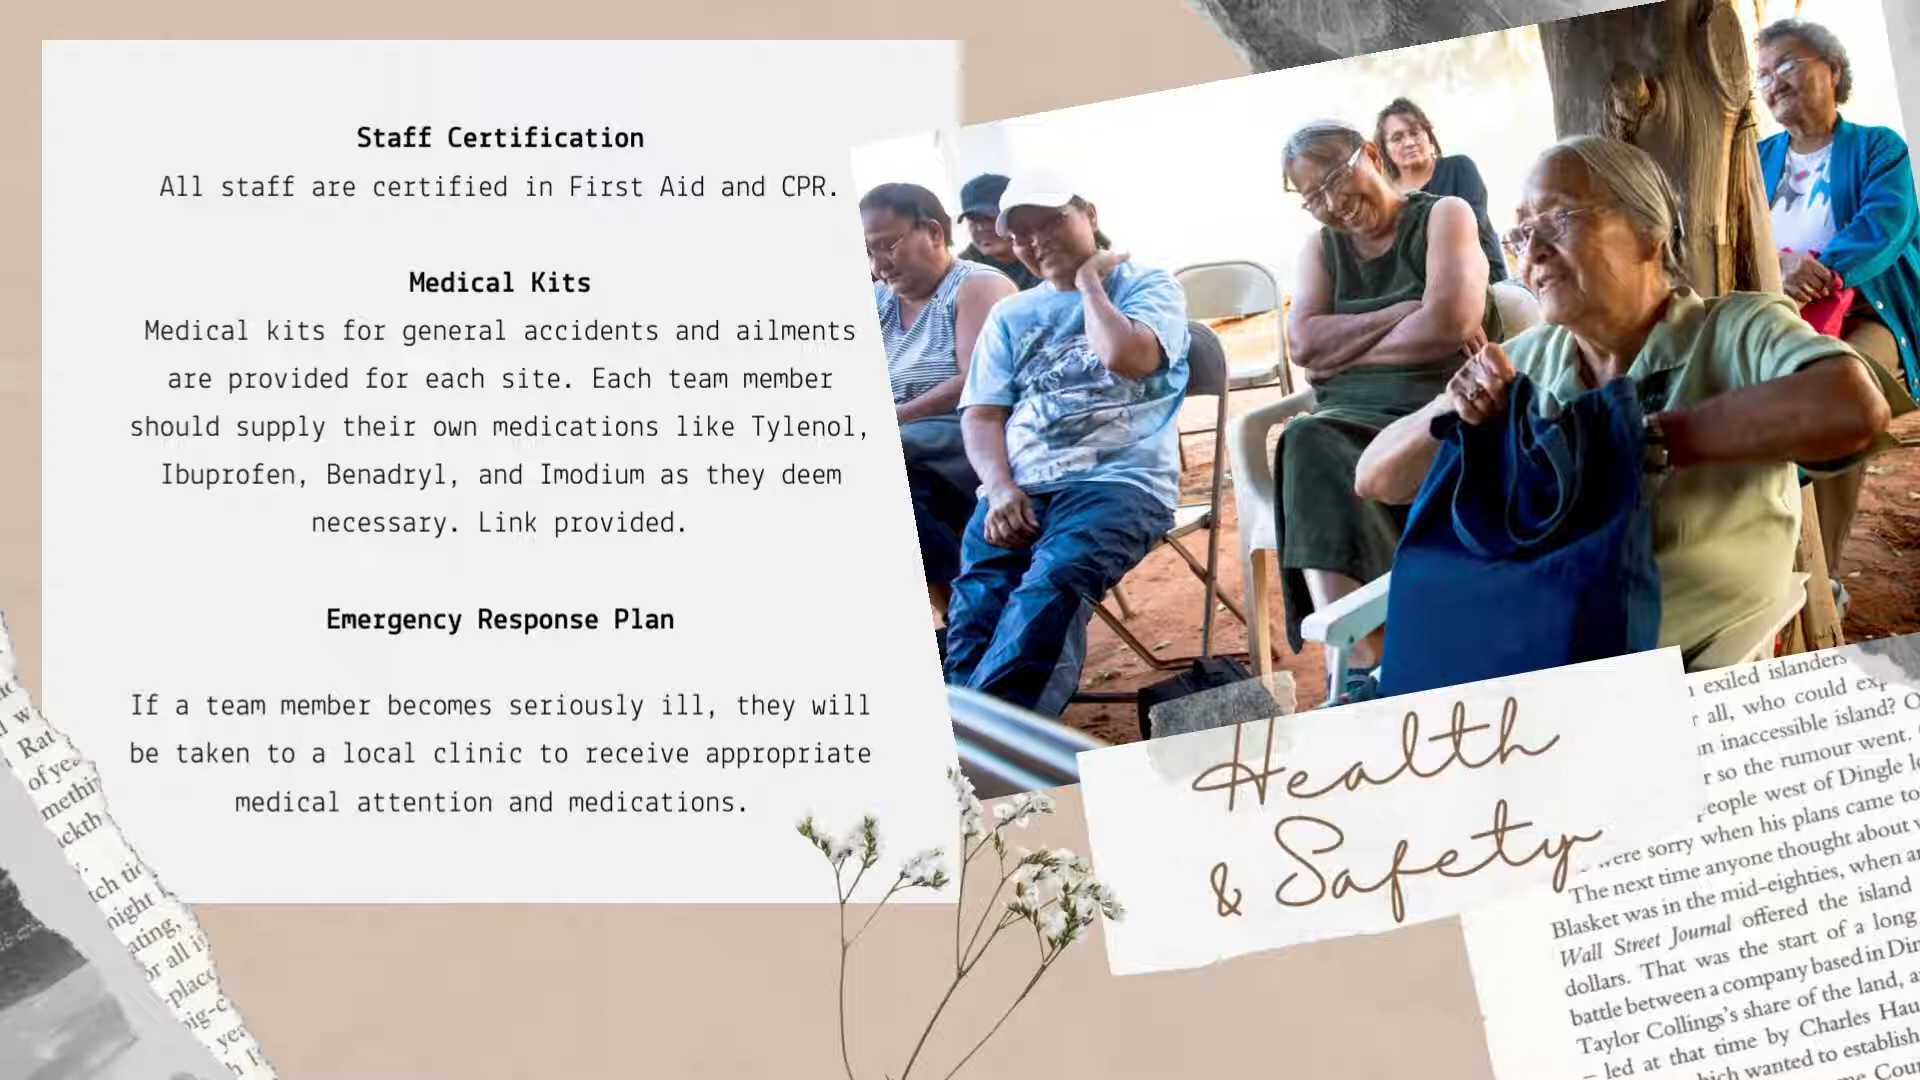 Staff Certification
All staff are certified in First Aid and CPR.
Medical Kits
Medical kits for general accidents and ailments
are provided for each site. Each team member
should supply their own medications like Tylenol,
Ibuprofen, Benadryl, and Imodium as they deem
necessary. Link provided.
Emergency Response Plan
If a team member becomes seriously ill, they will
be taken to a local clinic to receive appropriate
medical attention and medications.
Health
& Safety
exiled islanders
all, who could
inaccessible island?
so the rumour went.
people west of Dingle
were sorry when his plans came to
The next time anyone thought about
Blasket was in the mid-eighties, when
Wall Street Journal offered the island
dollars. That was the start of a long
battle between a company based in
Taylor Collings's share of the land,
– led at that time by Charles
wanted to establish
of
night
ating,
or all